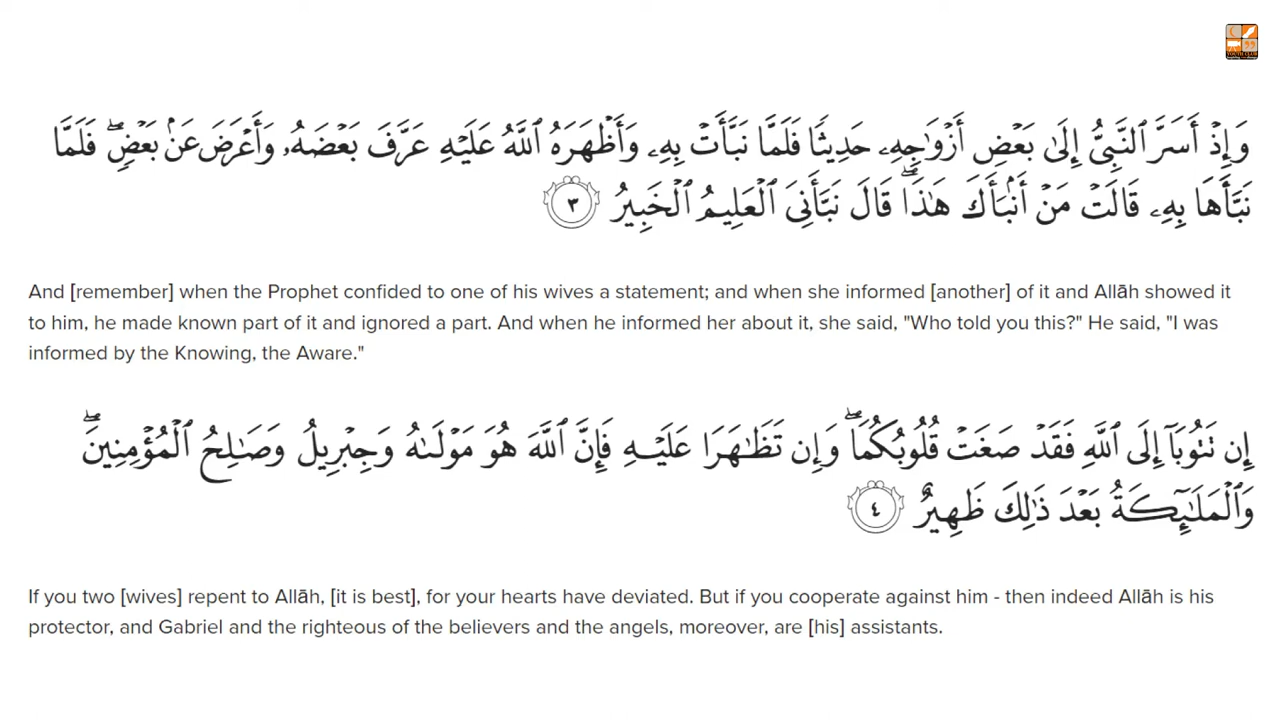 وَإِذْ أَسَرَّ ٱلنَّبِىُّ إِلَىٰ بَعْضِ أَزْوَٰجِهِۦ حَدِيثًا فَلَمَّا نَبَّأَتْ بِهِۦ وَأَظْهَرَهُ ٱللَّهُ عَلَيْهِ عَرَّفَ بَعْضَهُۥ وَأَعْرَضَ عَنۢ بَعْضٍۢ ۖ فَلَمَّا
نَبَّأَهَا بِهِۦ قَالَتْ مَنْ أَنۢبَأَكَ هَـٰذَا ۖ قَالَ نَبَّأَنِىَ ٱلْعَلِيمُ ٱلْخَبِيرُ ٣
And [remember] when the Prophet confided to one of his wives a statement; and when she informed [another] of it and Allāh showed it
to him, he made known part of it and ignored a part. And when he informed her about it, she said, "Who told you this?" He said, "I was
informed by the Knowing, the Aware."
إِن تَتُوبَآ إِلَى ٱللَّهِ فَقَدْ صَغَتْ قُلُوبُكُمَا ۖ وَإِن تَظَـٰهَرَا عَلَيْهِ فَإِنَّ ٱللَّهَ هُوَ مَوْلَىٰهُ وَجِبْرِيلُ وَصَـٰلِحُ ٱلْمُؤْمِنِينَ ۖ
وَٱلْمَلَـٰٓئِكَةُ بَعْدَ ذَٰلِكَ ظَهِيرٌ ٤
If you two [wives] repent to Allāh, [it is best], for your hearts have deviated. But if you cooperate against him - then indeed Allāh is his
protector, and Gabriel and the righteous of the believers and the angels, moreover, are [his] assistants.